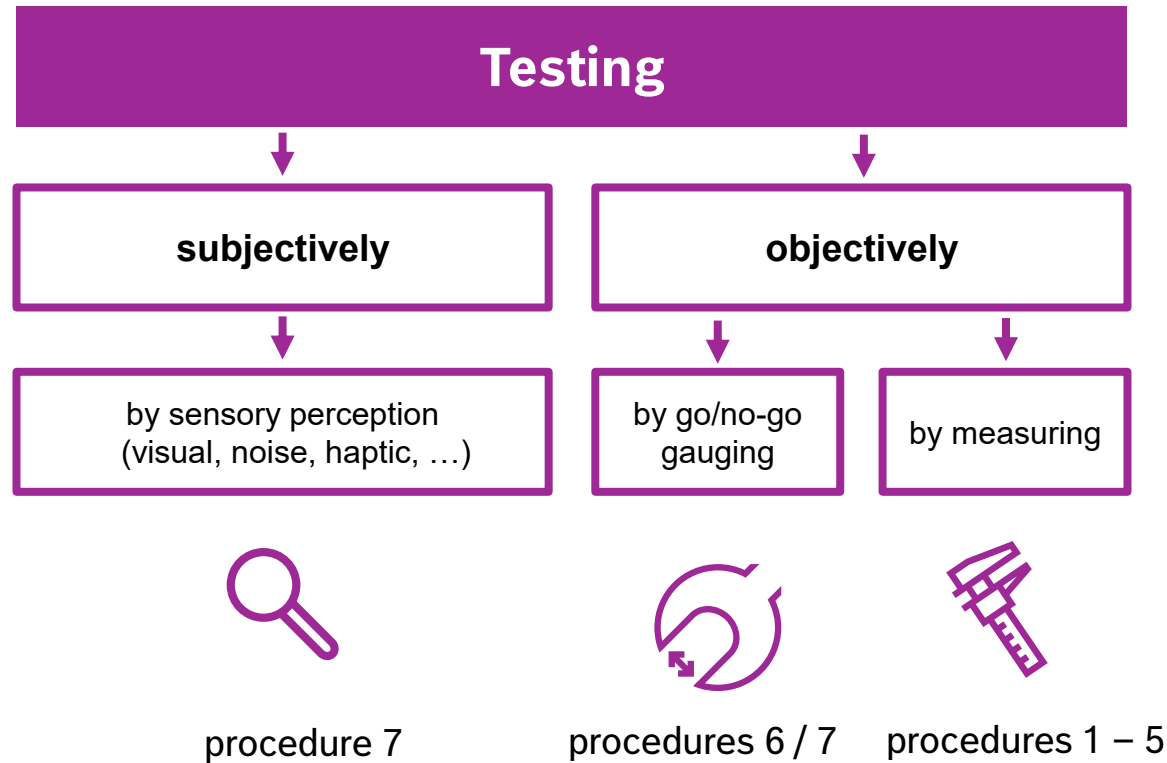 Testing
subjectively
objectively
by sensory perception
(visual, noise, haptic, …)
by go/no-go
gauging
by measuring
procedure 7
procedures 6 / 7
procedures 1 – 5